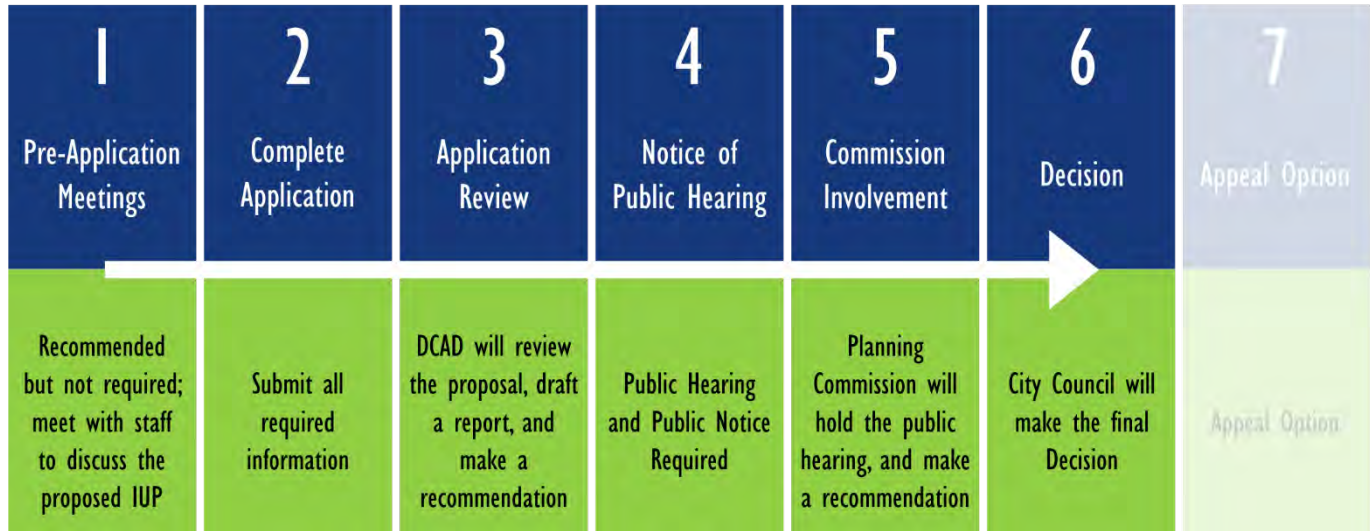 1
Pre-Application
Meetings
Recommended
but not required;
meet with staff
to discuss the
proposed IUP
2
Complete
Application
Submit all
required
information
3
Application
Review
DCAD will review
the proposal, draft
a report, and
make a
recommendation
4
Notice of
Public Hearing
Public Hearing
and Public Notice
Required
5
Commission
Involvement
Planning
Commission will
hold the public
hearing, and make
a recommendation
6
Decision
City Council will
make the final
Decision
7
Appeal Option
Appeal Option